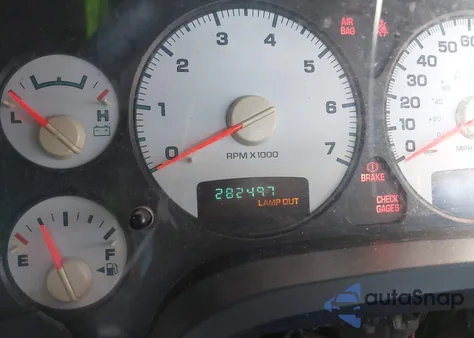 AIR
BAG
L H
0 1 2 3 4 5 6 7
RPM X1000
0 10 20 30 40 50 60
MPH
282497
LAMP OUT
BRAKE
CHECK
GAGES
E F
autoSnap